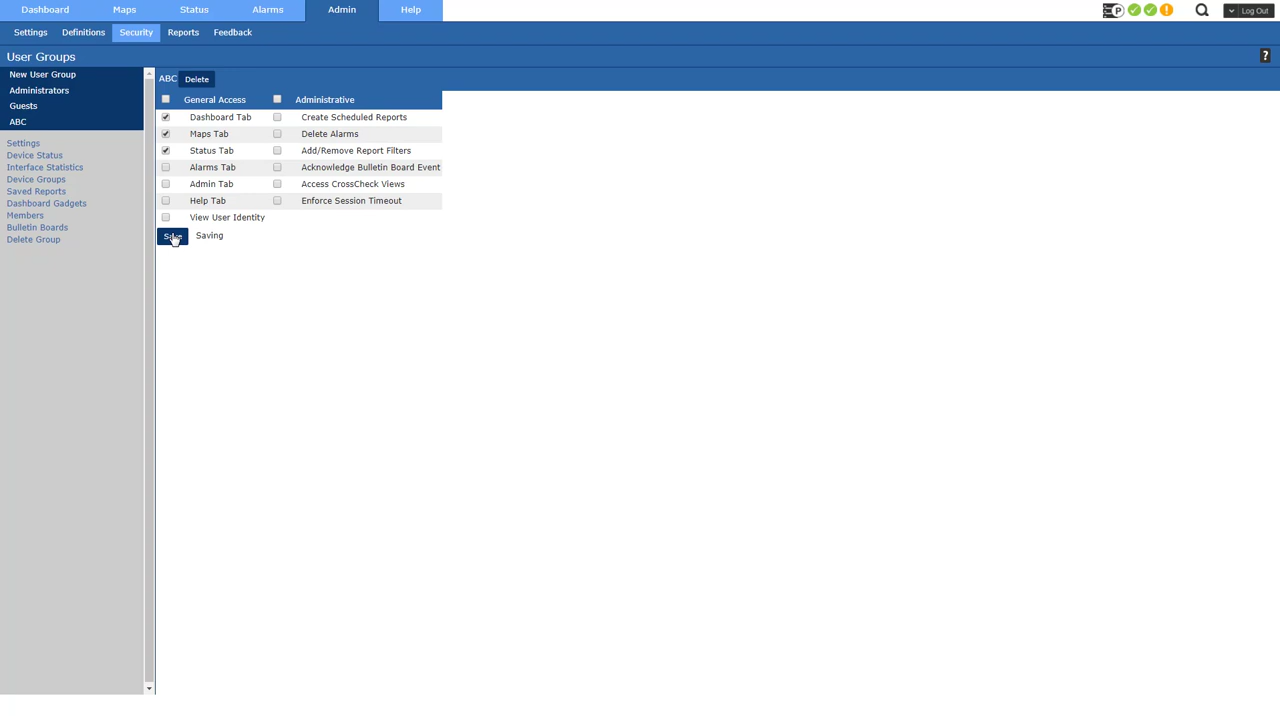 Dashboard Maps Status Alarms Admin Help P Log Out
Settings Definitions Security Reports Feedback
User Groups ?
New User Group
Administrators
Guests
ABC
Settings
Device Status
Interface Statistics
Device Groups
Saved Reports
Dashboard Gadgets
Members
Bulletin Boards
Delete Group
ABC Delete
General Access Administrative
Dashboard Tab Create Scheduled Reports
Maps Tab Delete Alarms
Status Tab Add/Remove Report Filters
Alarms Tab Acknowledge Bulletin Board Event
Admin Tab Access CrossCheck Views
Help Tab Enforce Session Timeout
View User Identity
Save Saving